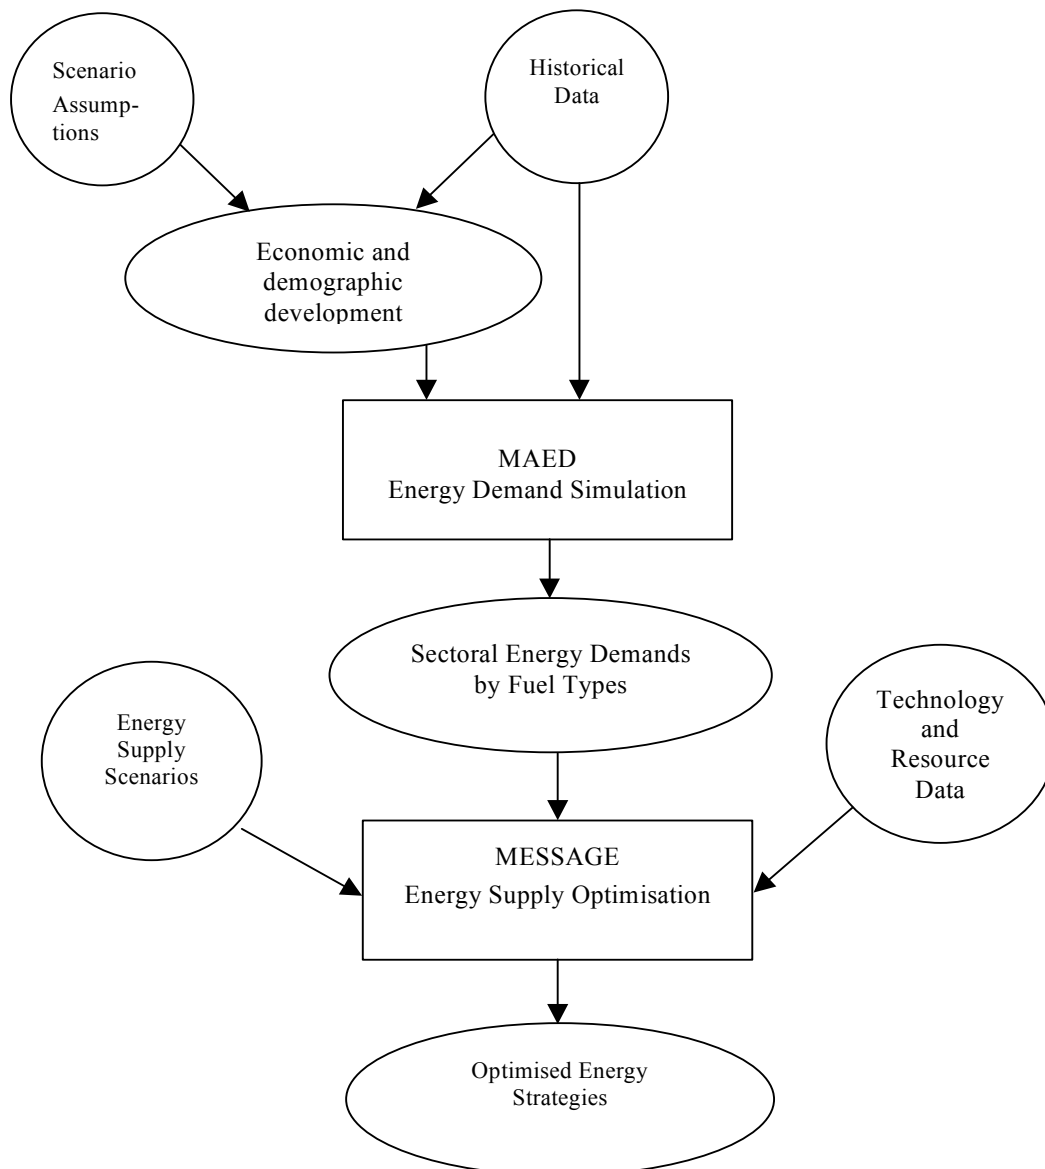 Scenario
Assump-
tions
Historical
Data
Economic and
demographic
development
MAED
Energy Demand Simulation
Sectoral Energy Demands
by Fuel Types
Energy
Supply
Scenarios
Technology
and
Resource
Data
MESSAGE
Energy Supply Optimisation
Optimised Energy
Strategies